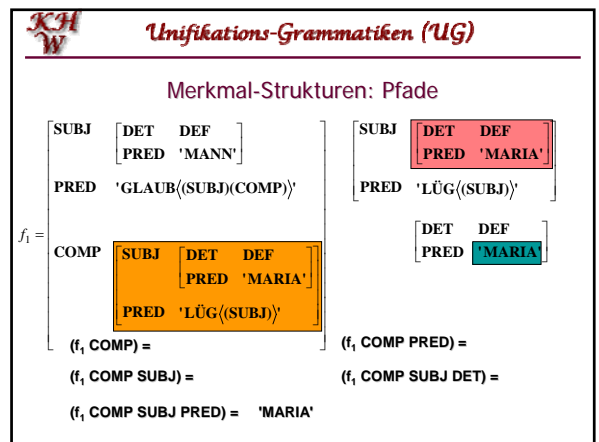 KH
W
Unifikations-Grammatiken (UG)
Merkmal-Strukturen: Pfade
f₁ =
SUBJ DET DEF
PRED 'MANN'
PRED 'GLAUB⟨(SUBJ)(COMP)⟩'
COMP SUBJ DET DEF
PRED 'MARIA'
PRED 'LÜG⟨(SUBJ)⟩'
SUBJ DET DEF
PRED 'MARIA'
PRED 'LÜG⟨(SUBJ)⟩'
DET DEF
PRED 'MARIA'
(f₁ COMP) =
(f₁ COMP PRED) =
(f₁ COMP SUBJ) =
(f₁ COMP SUBJ DET) =
(f₁ COMP SUBJ PRED) = 'MARIA'